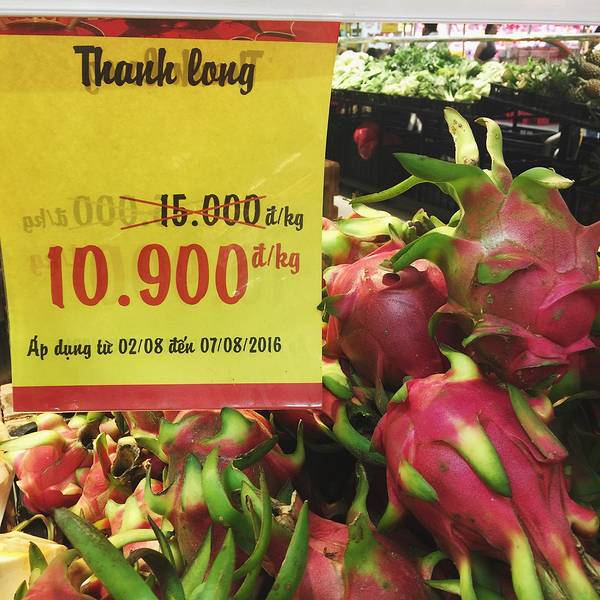 Thanh long
15.000 đ/kg
10.900 đ/kg
Áp dụng từ 02/08 đến 07/08/2016